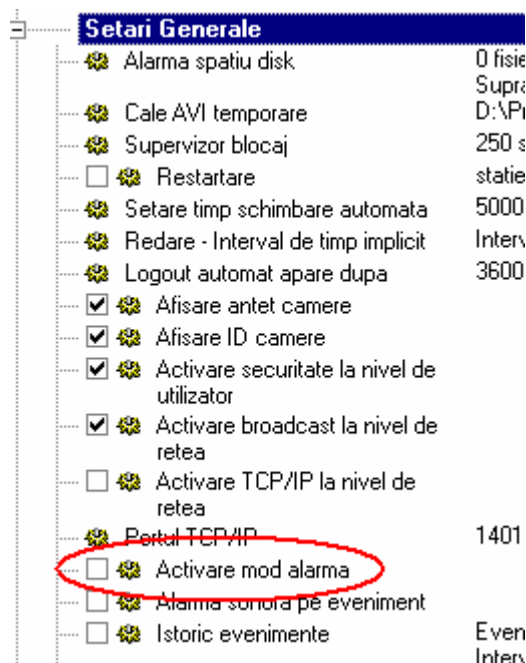 Setari Generale
Alarma spatiu disk 0 fisie
Supra
Cale AVI temporare D:\Pr
Supervizor blocaj 250 s
Restartare statie
Setare timp schimbare automata 5000
Redare - Interval de timp implicit Interv
Logout automat apare dupa 3600
Afisare antet camere
Afisare ID camere
Activare securitate la nivel de
utilizator
Activare broadcast la nivel de
retea
Activare TCP/IP la nivel de
retea
Portul TCP/IP 1401
Activare mod alarma
Alarma sonora pe eveniment
Istoric evenimente Even
Interv